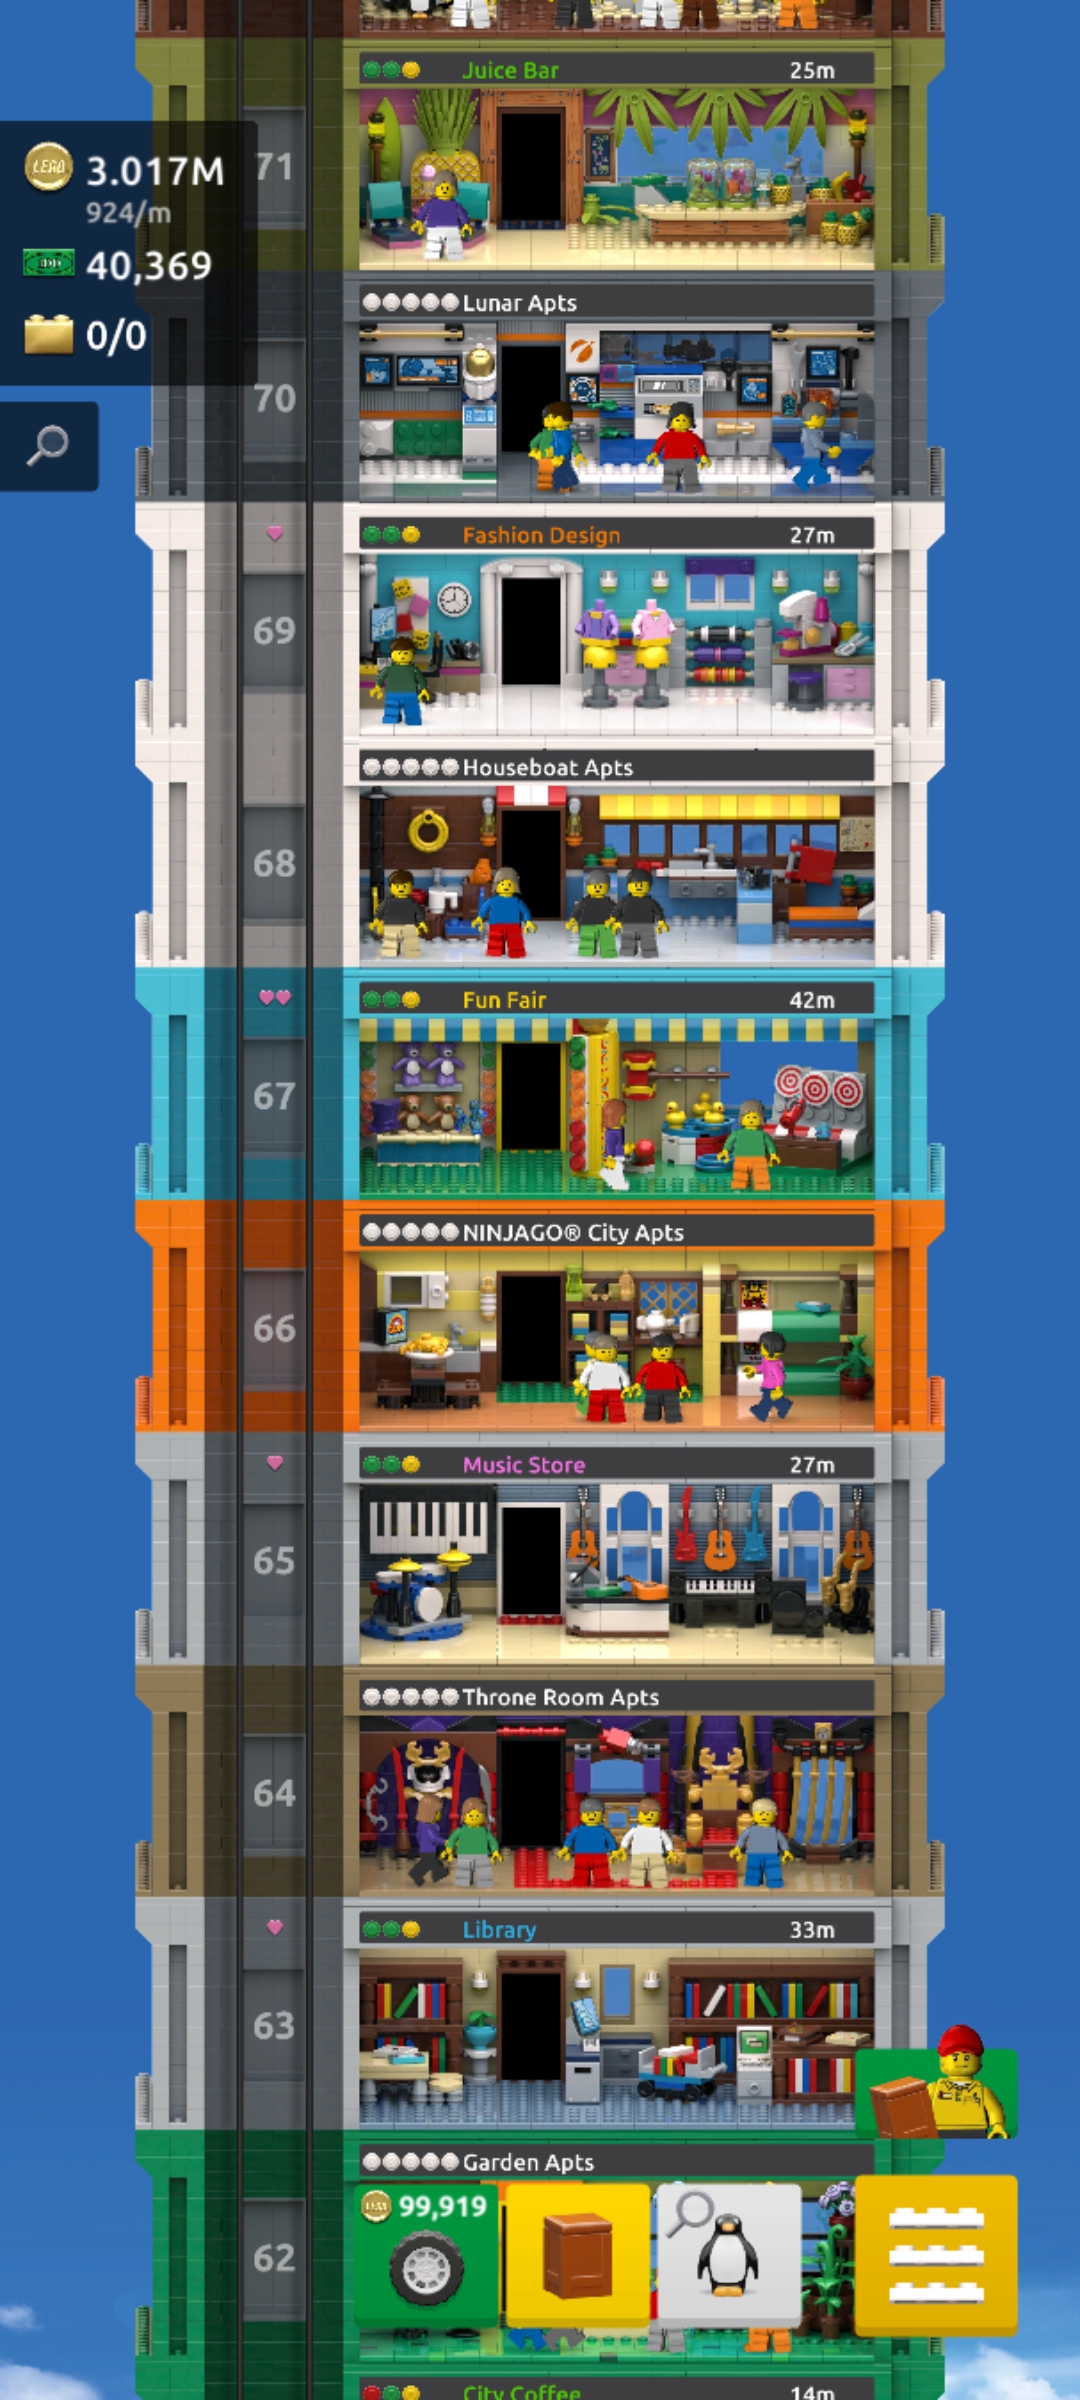 Juice Bar 25m
71
LEGO 3.017M
924/m
40,369
0/0
Lunar Apts
70
Fashion Design 27m
69
Houseboat Apts
68
Fun Fair 42m
67
NINJAGO® City Apts
66
Music Store 27m
65
Throne Room Apts
64
Library 33m
63
Garden Apts
99,919
62
City Coffee 14m